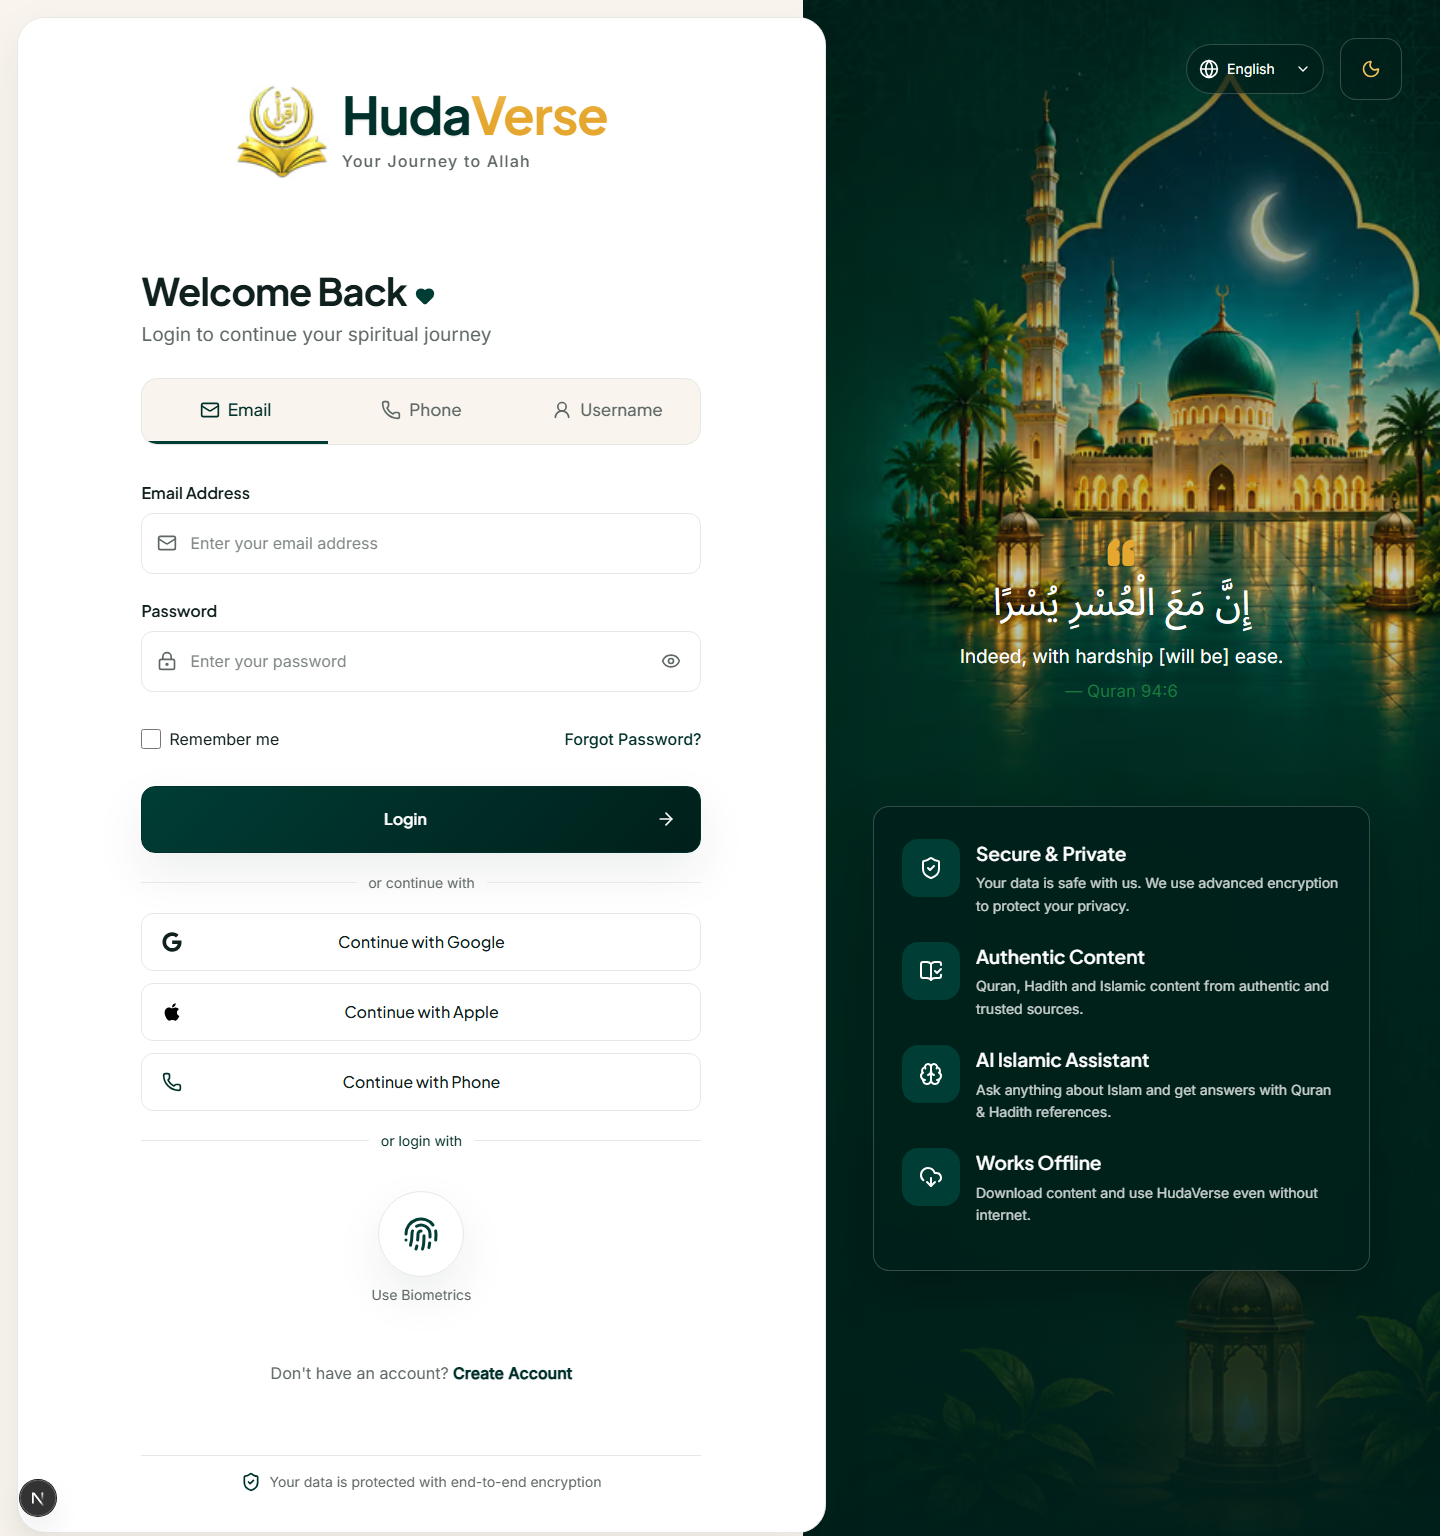 HudaVerse
Your Journey to Allah
Welcome Back
Login to continue your spiritual journey
Email
Phone
Username
Email Address
Enter your email address
Password
Enter your password
Remember me
Forgot Password?
Login
or continue with
Continue with Google
Continue with Apple
Continue with Phone
or login with
Use Biometrics
Don't have an account? Create Account
Your data is protected with end-to-end encryption
N
English
إِنَّ مَعَ الْعُسْرِ يُسْرًا
Indeed, with hardship [will be] ease.
— Quran 94:6
Secure & Private
Your data is safe with us. We use advanced encryption
to protect your privacy.
Authentic Content
Quran, Hadith and Islamic content from authentic and
trusted sources.
AI Islamic Assistant
Ask anything about Islam and get answers with Quran
& Hadith references.
Works Offline
Download content and use HudaVerse even without
internet.